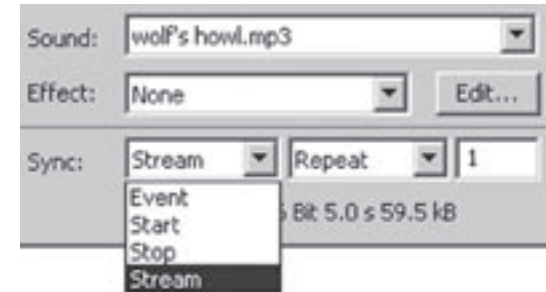 Sound: wolf's howl.mp3
Effect: None Edit...
Sync: Stream Repeat 1
Event
Bit 5.0 s 59.5 kB
Start
Stop
Stream